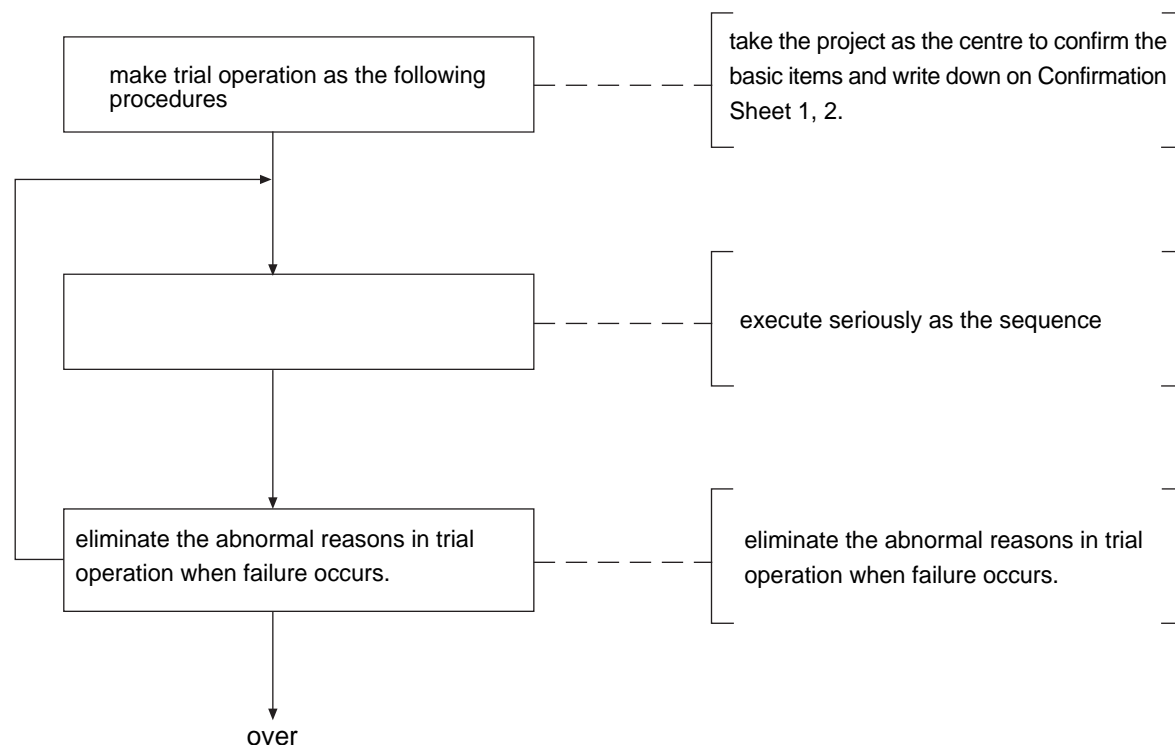 make trial operation as the following
procedures
take the project as the centre to confirm the
basic items and write down on Confirmation
Sheet 1, 2.
execute seriously as the sequence
eliminate the abnormal reasons in trial
operation when failure occurs.
eliminate the abnormal reasons in trial
operation when failure occurs.
over